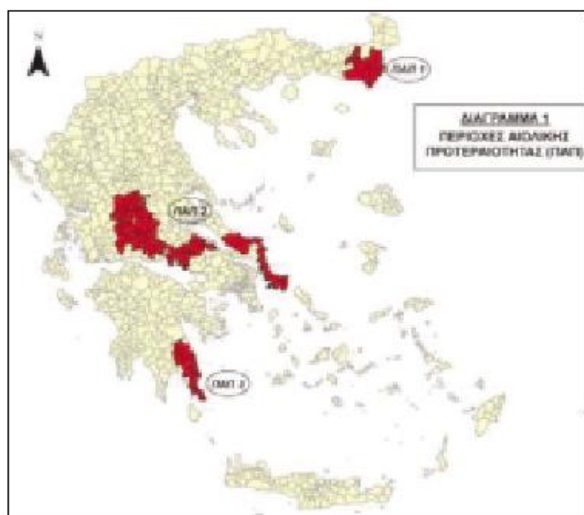 N
ΠΑΠ 1
ΔΙΑΓΡΑΜΜΑ 1
ΠΕΡΙΟΧΕΣ ΑΙΟΛΙΚΗΣ
ΠΡΟΤΕΡΑΙΟΤΗΤΑΣ (ΠΑΠ)
ΠΑΠ 2
ΠΑΠ 3